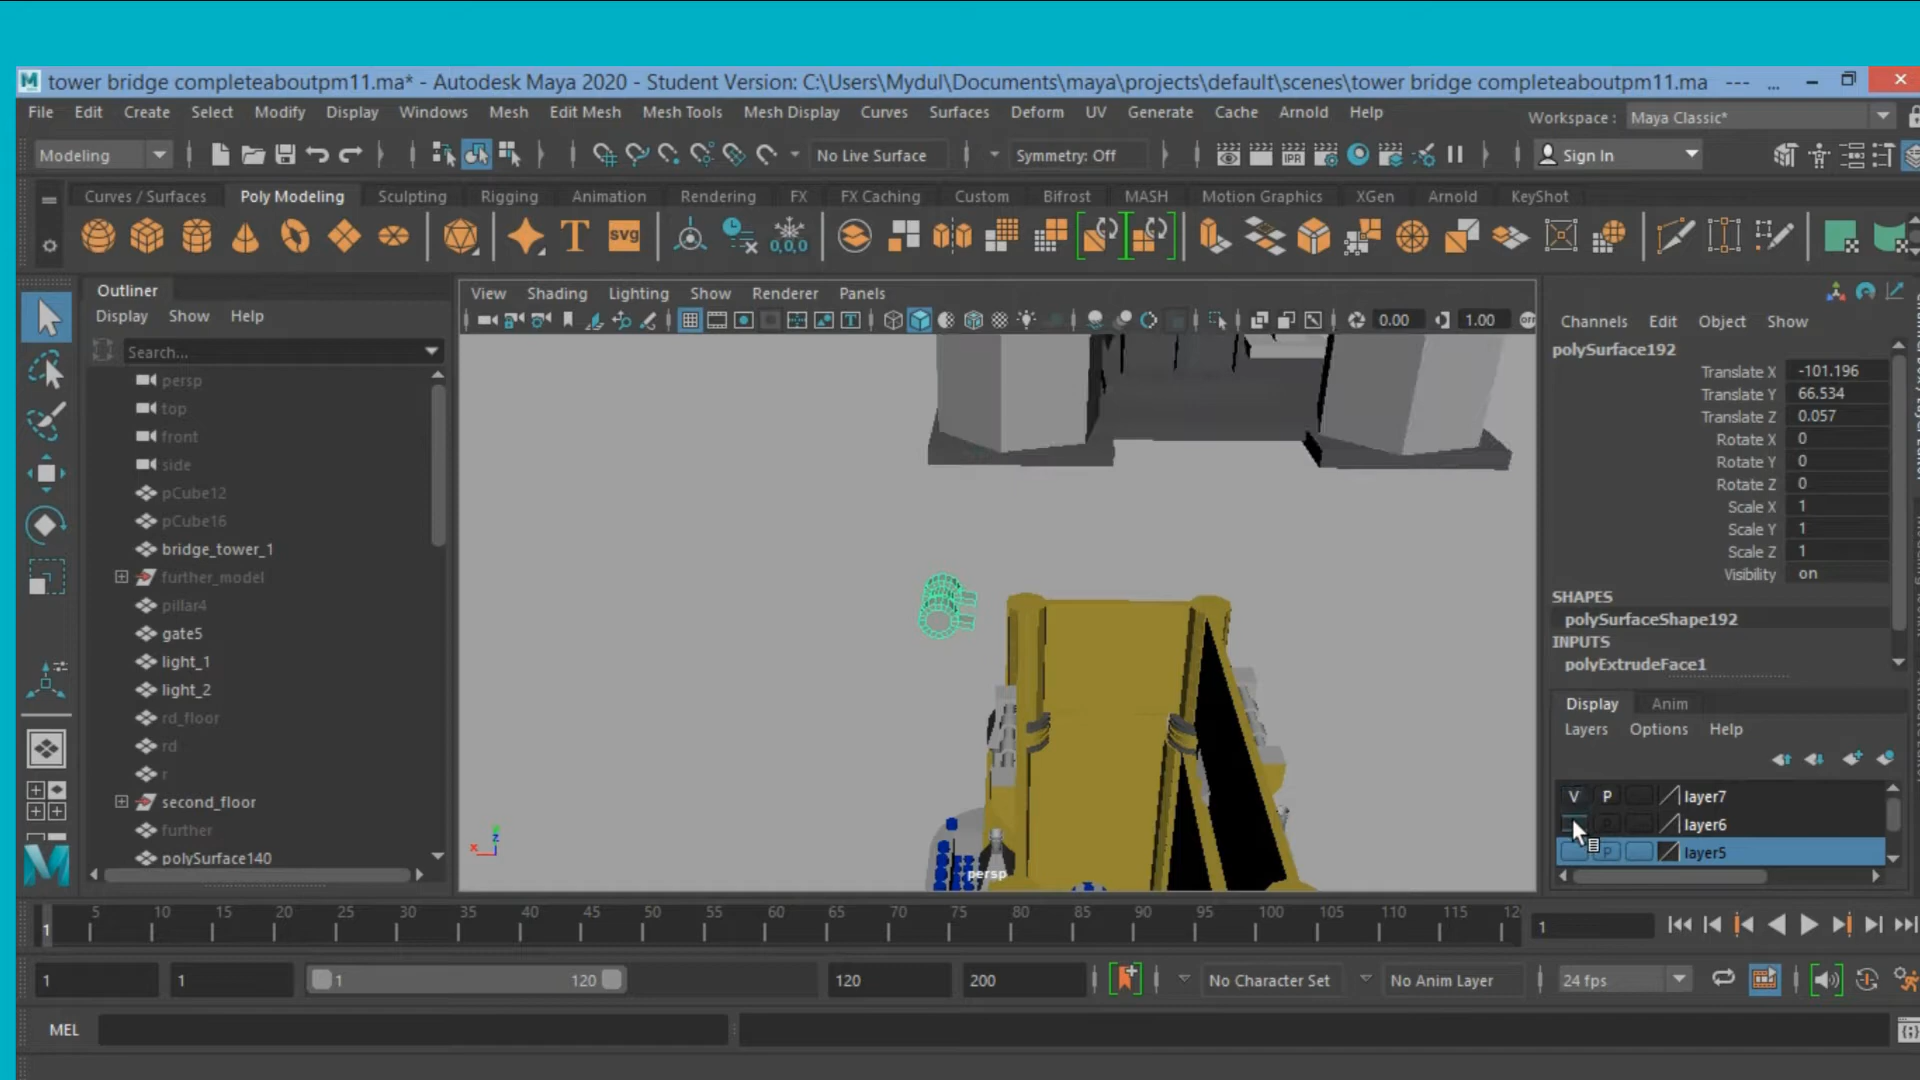 tower bridge completeaboutpm11.ma* - Autodesk Maya 2020 - Student Version: C:\Users\Mydul\Documents\maya\projects\default\scenes\tower bridge completeaboutpm11.ma --- ...
File Edit Create Select Modify Display Windows Mesh Edit Mesh Mesh Tools Mesh Display Curves Surfaces Deform UV Generate Cache Arnold Help
Workspace : Maya Classic*
Modeling No Live Surface Symmetry: Off IPR Sign In
Curves / Surfaces Poly Modeling Sculpting Rigging Animation Rendering FX FX Caching Custom Bifrost MASH Motion Graphics XGen Arnold KeyShot
T svg 0,0,0
Outliner
Display Show Help
Search...
persp
top
front
side
pCube12
pCube16
bridge_tower_1
further_model
pillar4
gate5
light_1
light_2
rd_floor
rd
r
second_floor
further
polySurface140
View Shading Lighting Show Renderer Panels
0.00 1.00
z
x
persp
Channels Edit Object Show
polySurface192
Translate X -101.196
Translate Y 66.534
Translate Z 0.057
Rotate X 0
Rotate Y 0
Rotate Z 0
Scale X 1
Scale Y 1
Scale Z 1
Visibility on
SHAPES
polySurfaceShape192
INPUTS
polyExtrudeFace1
Display Anim
Layers Options Help
V P layer7
P layer6
P layer5
5 10 15 20 25 30 35 40 45 50 55 60 65 70 75 80 85 90 95 100 105 110 115 12
1
1
1 1 1 120 120 200 No Character Set No Anim Layer 24 fps
MEL